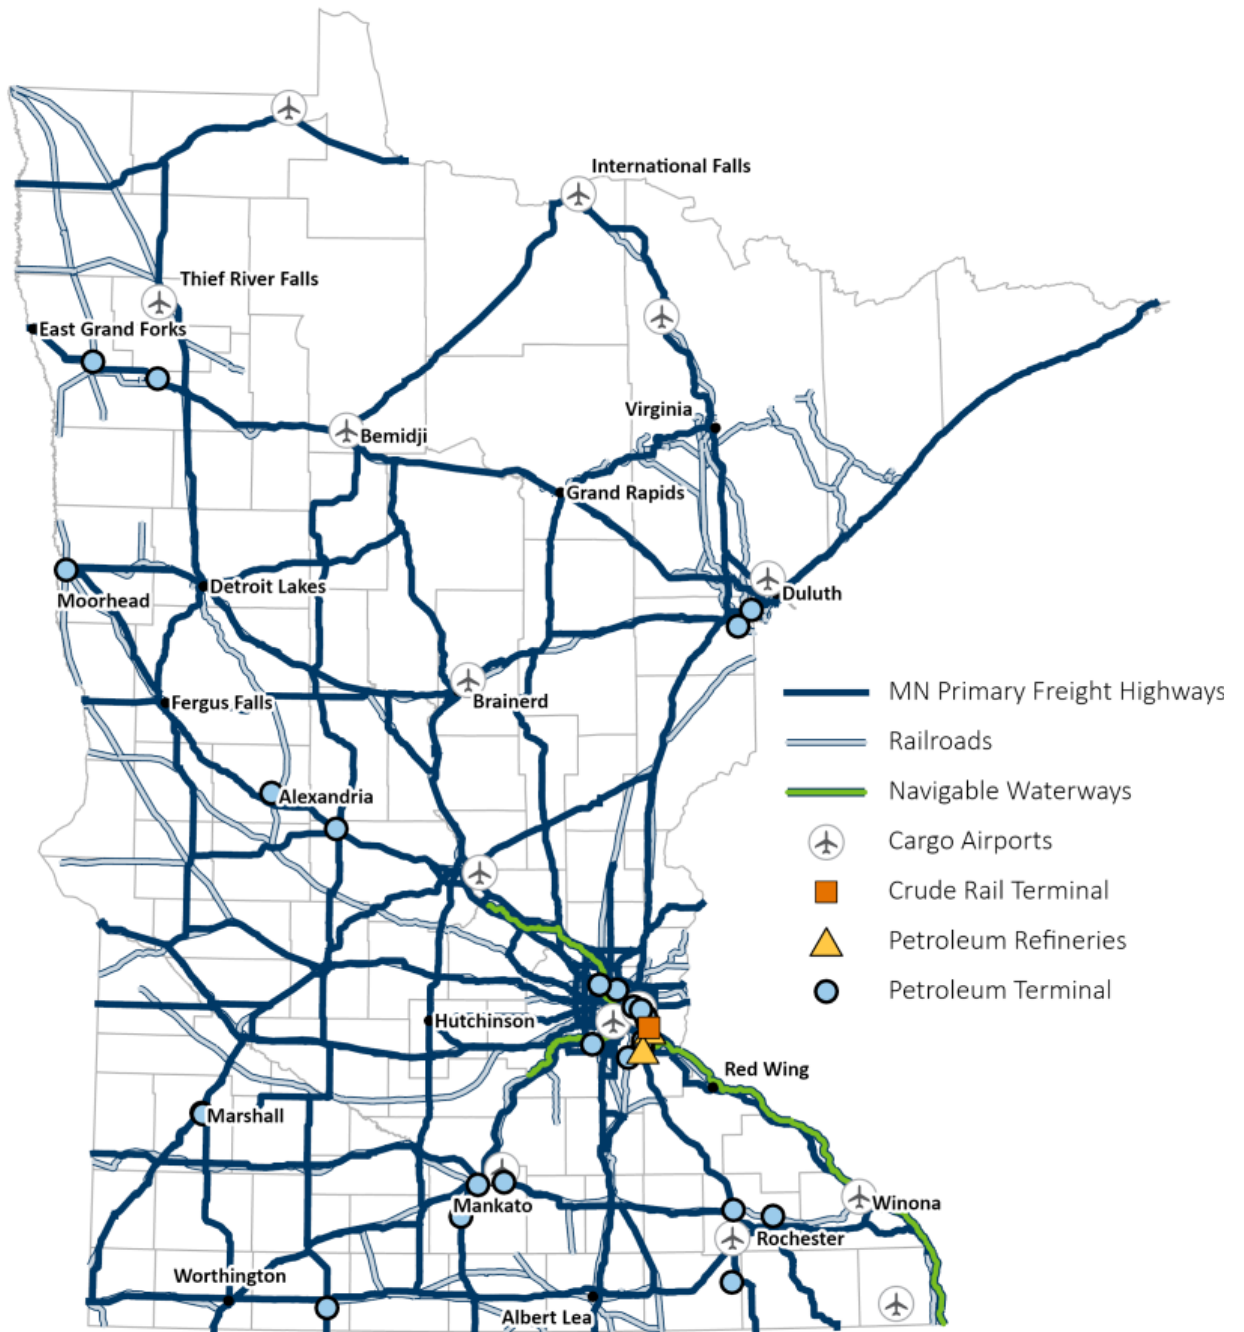 International Falls
Thief River Falls
East Grand Forks
Virginia
Bemidji
Grand Rapids
Detroit Lakes
Moorhead
Duluth
MN Primary Freight Highways
Fergus Falls
Brainerd
Railroads
Navigable Waterways
Alexandria
Cargo Airports
Crude Rail Terminal
Petroleum Refineries
Petroleum Terminal
Hutchinson
Red Wing
Marshall
Mankato
Winona
Rochester
Worthington
Albert Lea